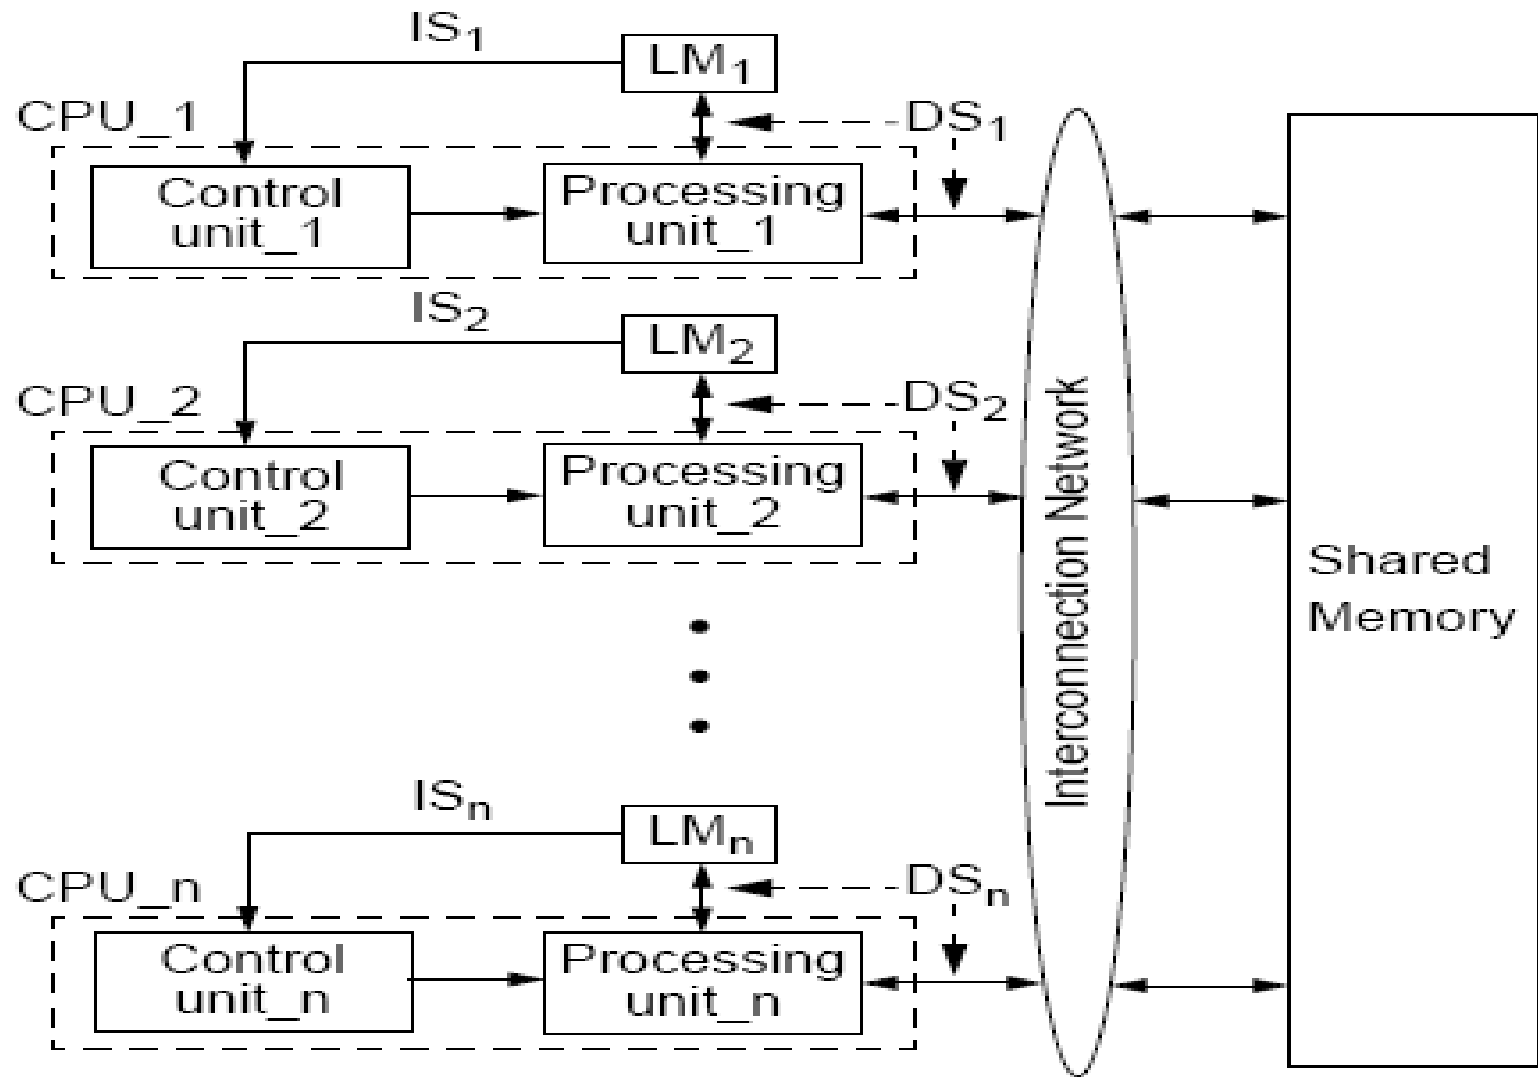 IS1
LM1
CPU_1
DS1
Control
unit_1
Processing
unit_1
IS2
LM2
CPU_2
DS2
Control
unit_2
Processing
unit_2
Interconnection Network
Shared
Memory
ISn
LMn
CPU_n
DSn
Control
unit_n
Processing
unit_n